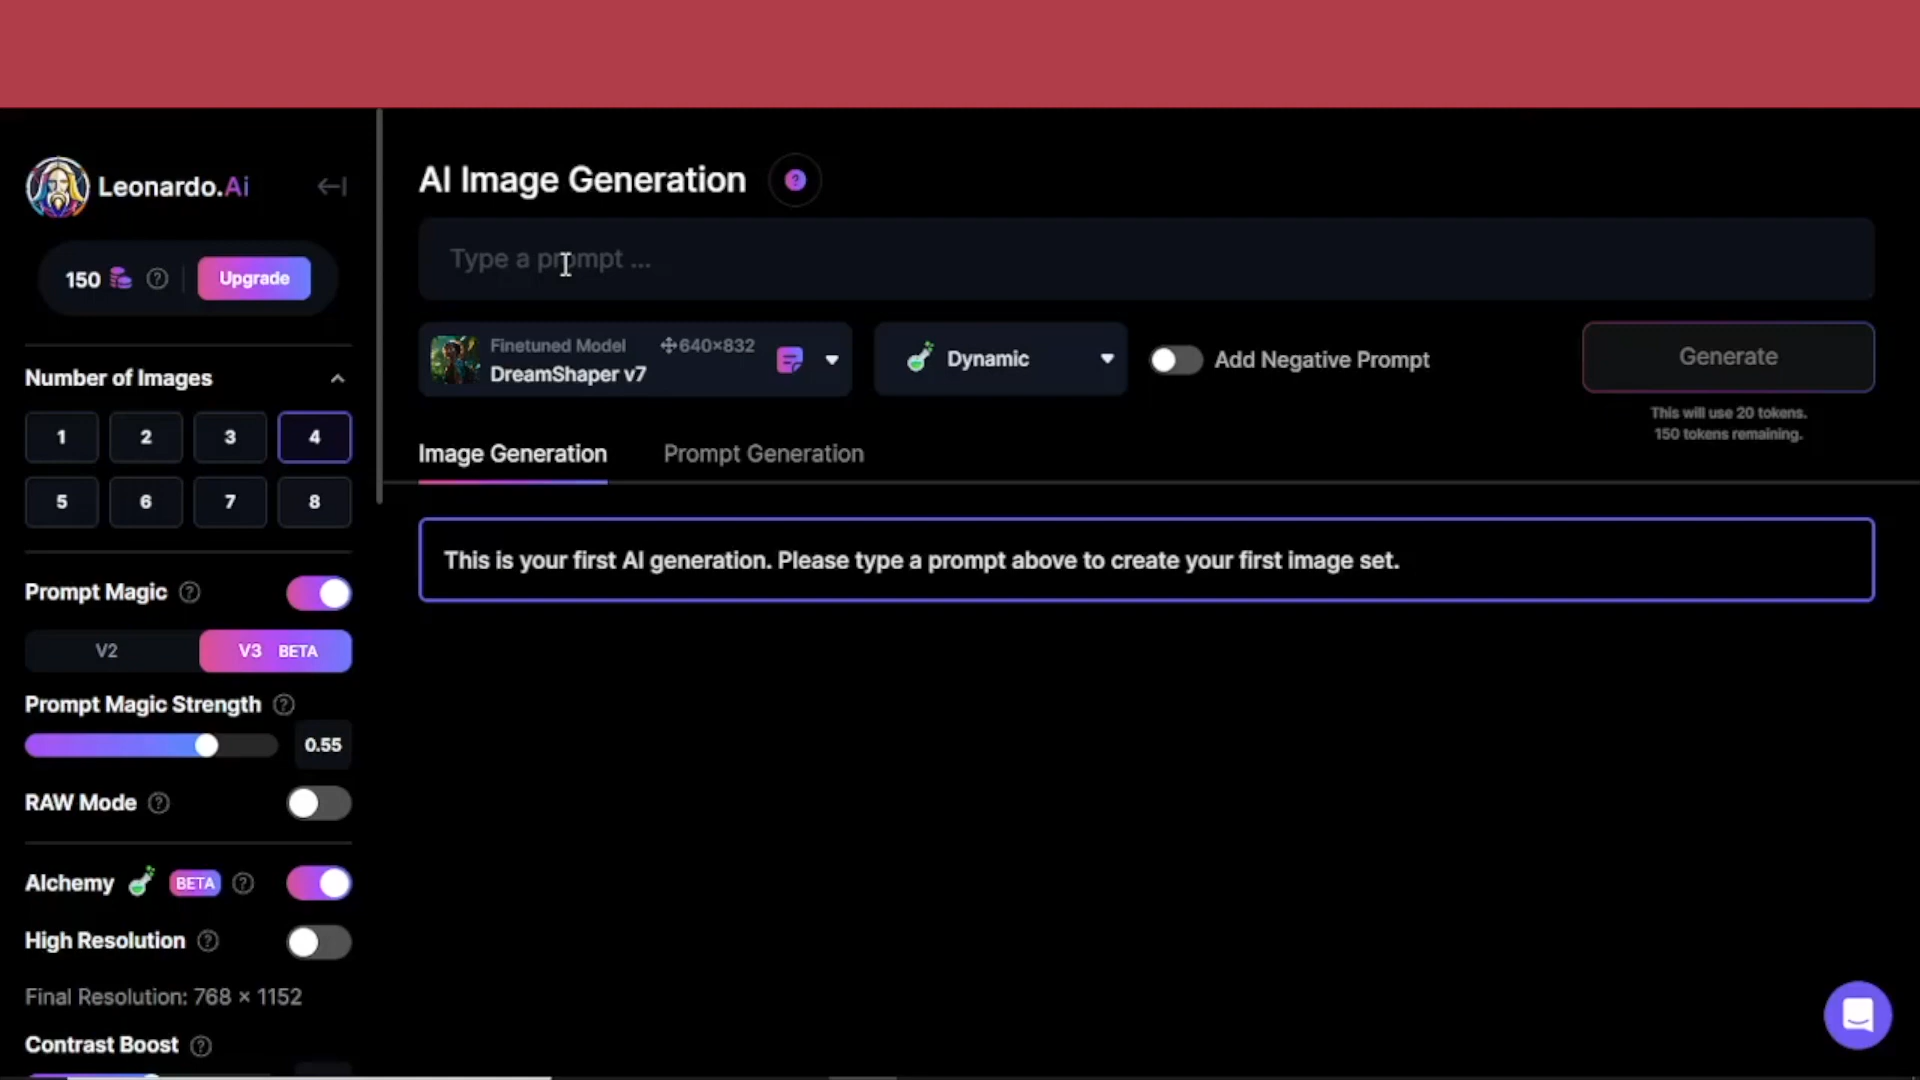 Leonardo.Ai
150 ? Upgrade
Number of Images
1 2 3 4
5 6 7 8
Prompt Magic ?
V2 V3 BETA
Prompt Magic Strength ?
0.55
RAW Mode ?
Alchemy BETA ?
High Resolution ?
Final Resolution: 768 × 1152
Contrast Boost ?
AI Image Generation ?
Type a prompt ...
Finetuned Model 640×832
DreamShaper v7
Dynamic
Add Negative Prompt
Generate
This will use 20 tokens.
150 tokens remaining.
Image Generation Prompt Generation
This is your first AI generation. Please type a prompt above to create your first image set.